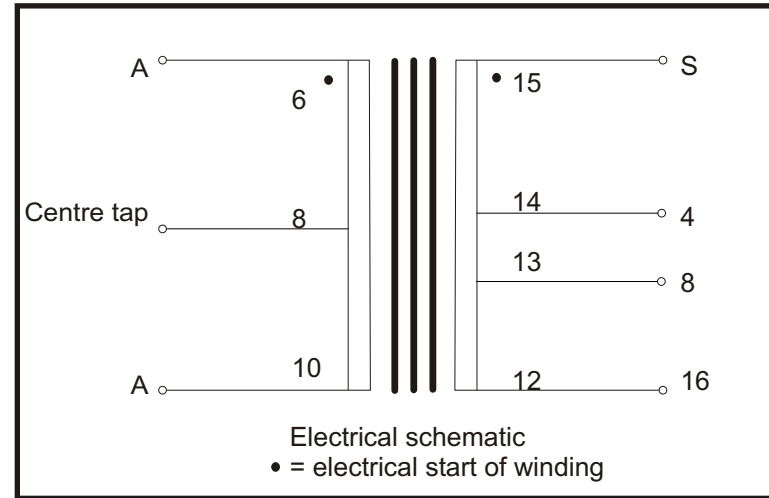 A
6
15
S
Centre tap
8
14
4
13
8
A
10
12
16
Electrical schematic
• = electrical start of winding